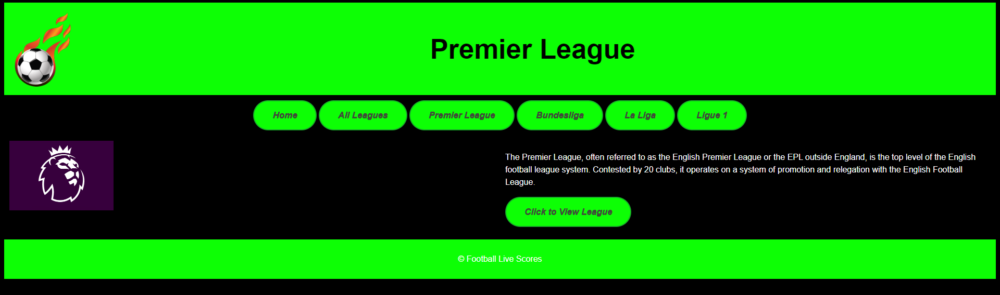 Premier League
Home
All Leagues
Premier League
Bundesliga
La Liga
Ligue 1
The Premier League, often referred to as the English Premier League or the EPL outside England, is the top level of the English
football league system. Contested by 20 clubs, it operates on a system of promotion and relegation with the English Football
League.
Click to View League
© Football Live Scores